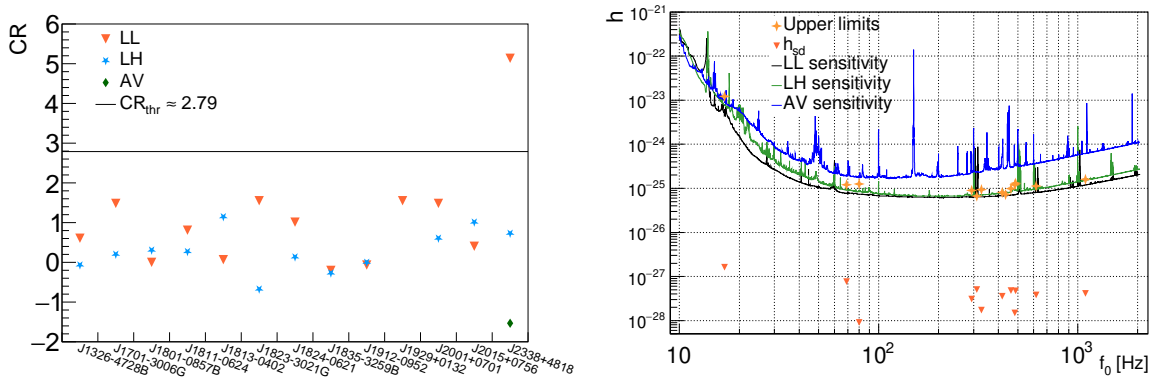 CR
6
5
4
3
2
1
0
−1
−2
LL
LH
AV
CR_thr ≈ 2.79
J1326-4728B
J1701-3006G
J1801-0857B
J1811-0624
J1813-0402
J1823-3021G
J1824-0621
J1835-3259B
J1912-0952
J1929+0132
J2001+0701
J2015+0756
J2338+4818
h
10^−21
10^−22
10^−23
10^−24
10^−25
10^−26
10^−27
10^−28
Upper limits
h_sd
LL sensitivity
LH sensitivity
AV sensitivity
10
10^2
10^3
f_0 [Hz]